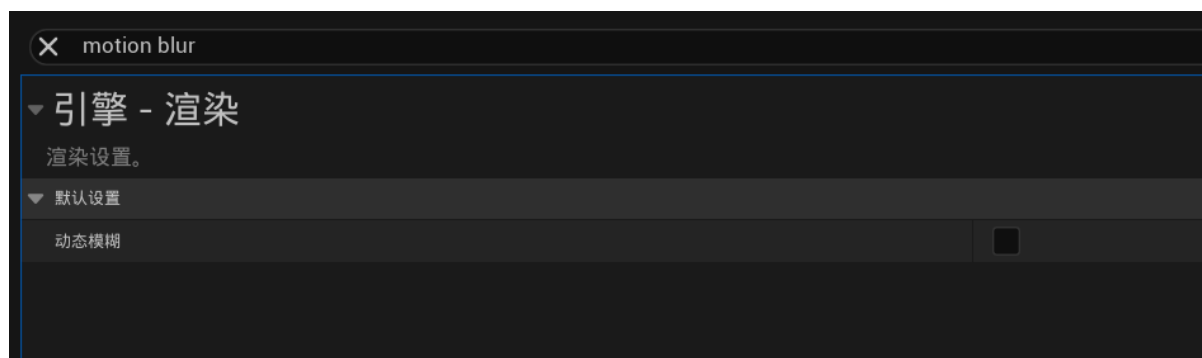 motion blur
引擎 - 渲染
渲染设置。
默认设置
动态模糊